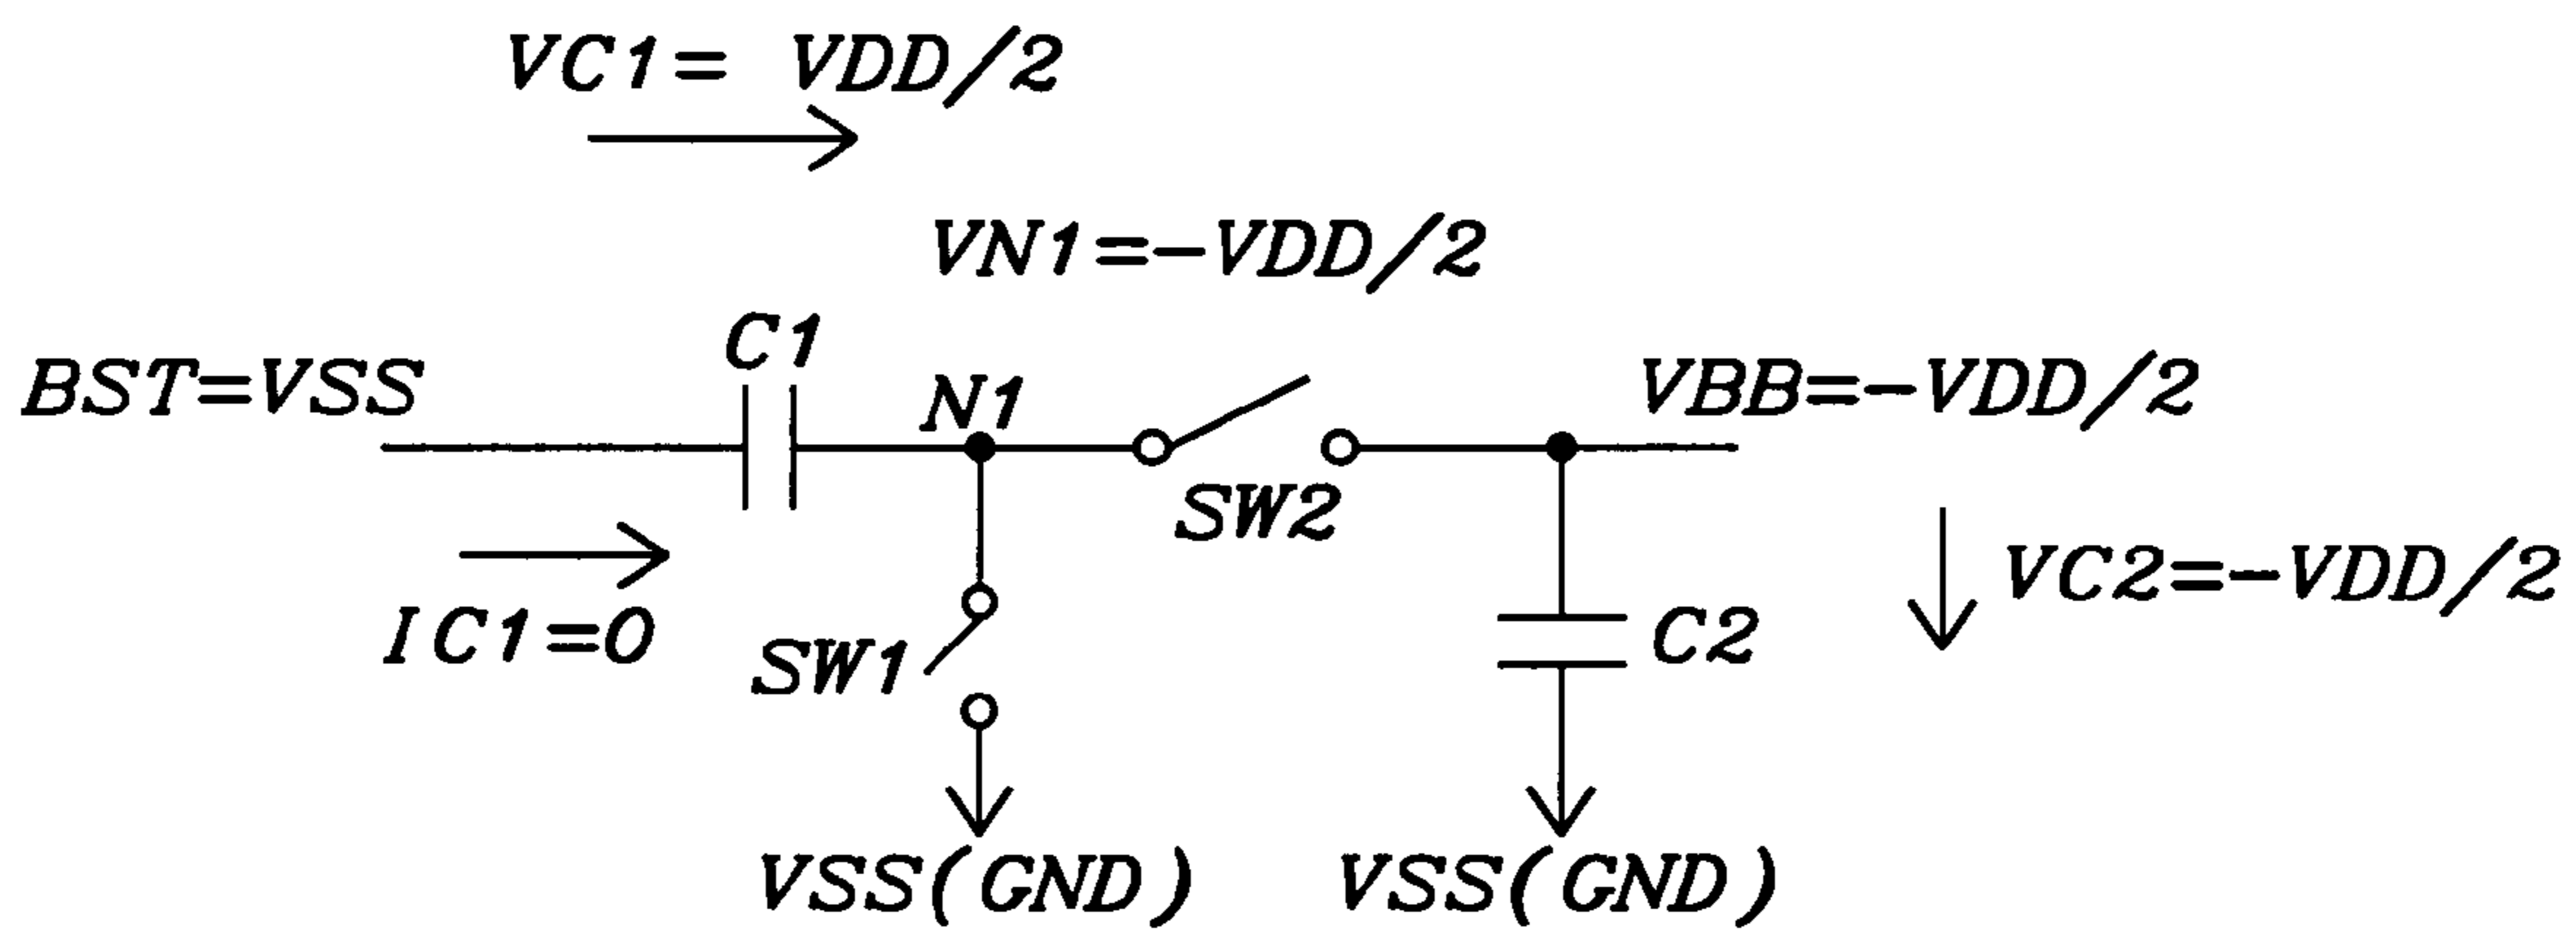 VC1= VDD/2
VN1=-VDD/2
C1
BST=VSS
N1
VBB=-VDD/2
SW2
IC1=0
SW1
C2
VC2=-VDD/2
VSS(GND)
VSS(GND)